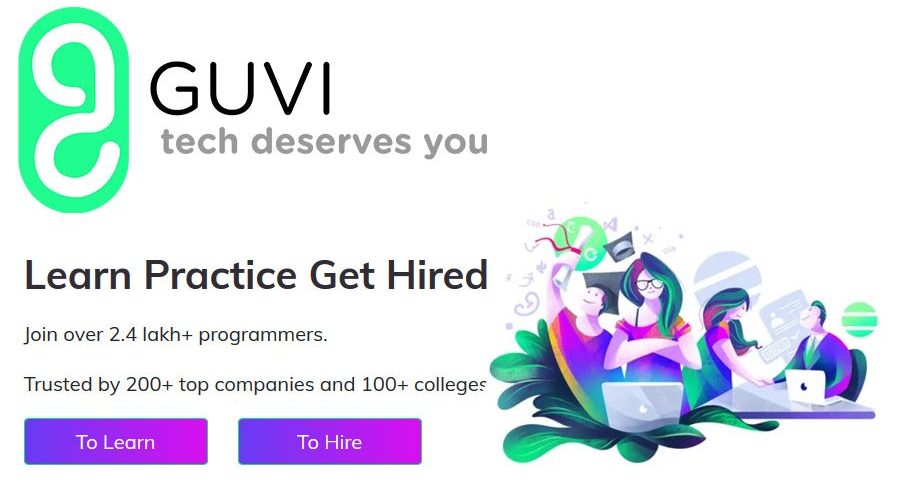 GUVI
tech deserves you
Learn Practice Get Hired
Join over 2.4 lakh+ programmers.
Trusted by 200+ top companies and 100+ colleges
To Learn
To Hire